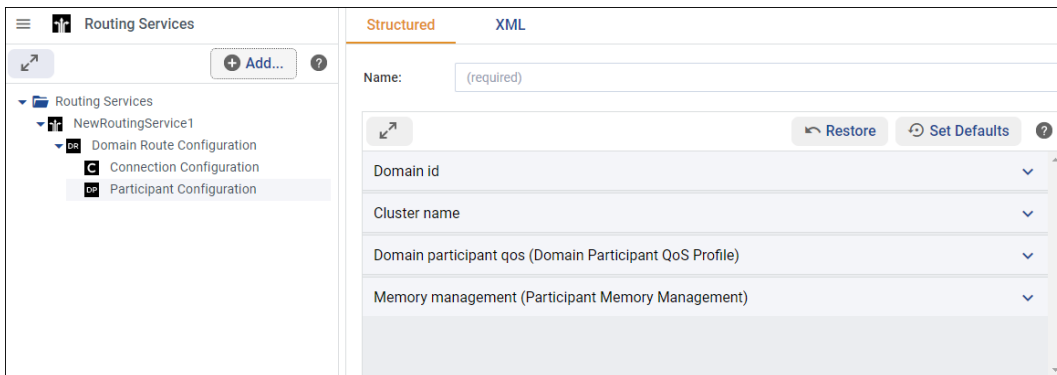 Routing Services
Add...
Routing Services
NewRoutingService1
DR Domain Route Configuration
C Connection Configuration
DP Participant Configuration
Structured XML
Name: (required)
Restore Set Defaults
Domain id
Cluster name
Domain participant qos (Domain Participant QoS Profile)
Memory management (Participant Memory Management)